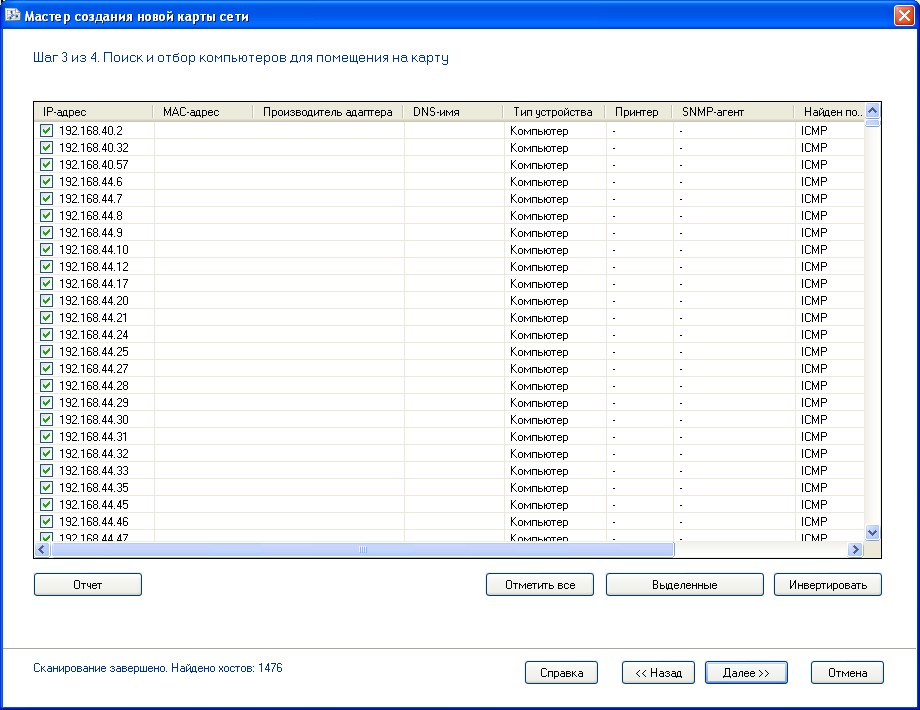 Мастер создания новой карты сети
Шаг 3 из 4. Поиск и отбор компьютеров для помещения на карту
IP-адрес MAC-адрес Производитель адаптера DNS-имя Тип устройства Принтер SNMP-агент Найден по...
192.168.40.2 Компьютер - - ICMP
192.168.40.32 Компьютер - - ICMP
192.168.40.57 Компьютер - - ICMP
192.168.44.6 Компьютер - - ICMP
192.168.44.7 Компьютер - - ICMP
192.168.44.8 Компьютер - - ICMP
192.168.44.9 Компьютер - - ICMP
192.168.44.10 Компьютер - - ICMP
192.168.44.12 Компьютер - - ICMP
192.168.44.17 Компьютер - - ICMP
192.168.44.20 Компьютер - - ICMP
192.168.44.21 Компьютер - - ICMP
192.168.44.24 Компьютер - - ICMP
192.168.44.25 Компьютер - - ICMP
192.168.44.27 Компьютер - - ICMP
192.168.44.28 Компьютер - - ICMP
192.168.44.29 Компьютер - - ICMP
192.168.44.30 Компьютер - - ICMP
192.168.44.31 Компьютер - - ICMP
192.168.44.32 Компьютер - - ICMP
192.168.44.33 Компьютер - - ICMP
192.168.44.35 Компьютер - - ICMP
192.168.44.45 Компьютер - - ICMP
192.168.44.46 Компьютер - - ICMP
192.168.44.47 Компьютер - - ICMP
Отчет Отметить все Выделенные Инвертировать
Сканирование завершено. Найдено хостов: 1476
Справка << Назад Далее >> Отмена